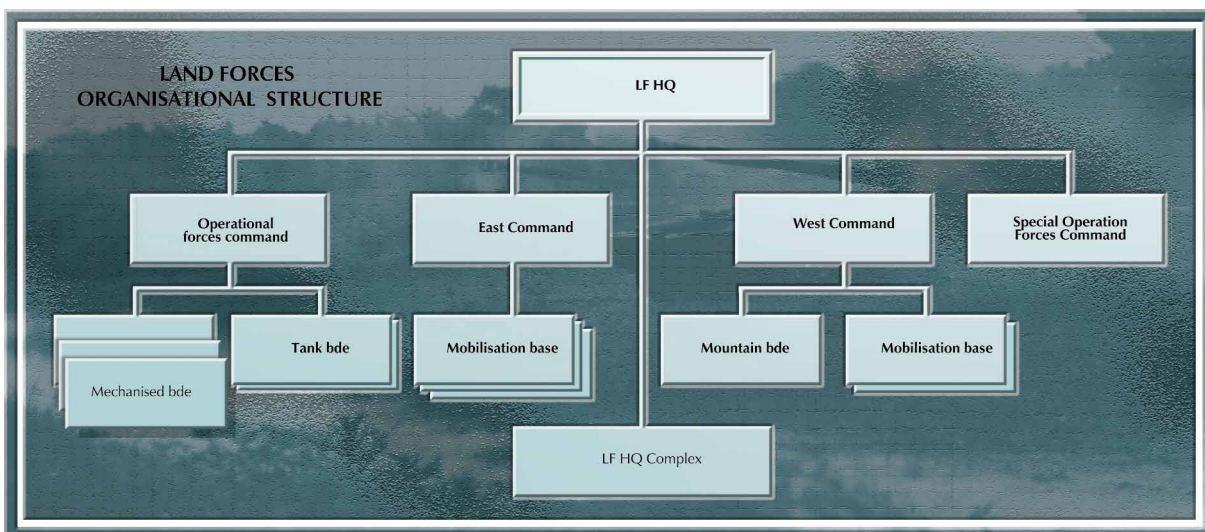 LAND FORCES
ORGANISATIONAL STRUCTURE
LF HQ
Operational
forces command
East Command
West Command
Special Operation
Forces Command
Mechanised bde
Tank bde
Mobilisation base
Mountain bde
Mobilisation base
LF HQ Complex